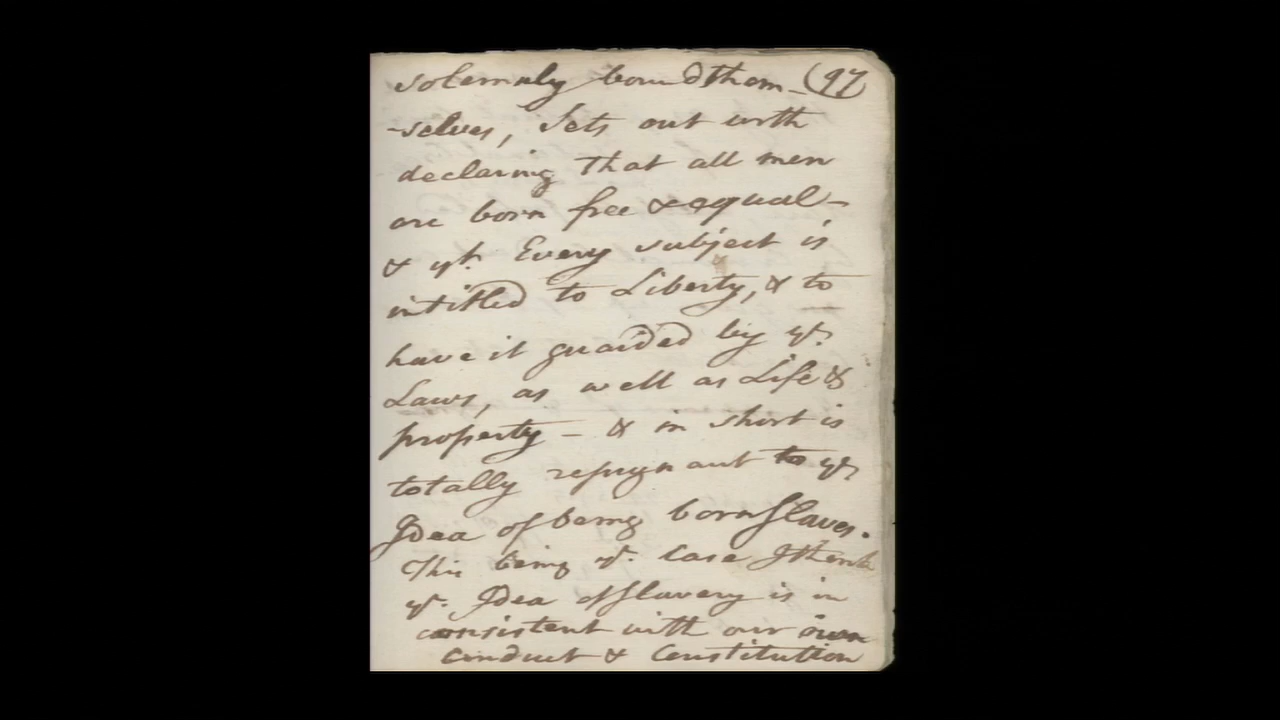 solemnly bound them- (97
-selves, Sets out with
declaring that all men
are born free & equal-
& yt. Every subject is
intitled to Liberty, & to
have it guarded by ye.
Laws, as well as Life &
property - & in short is
totally repugnant to ye.
Idea of being born slaves.
This being ye. case I think
ye. Idea of slavery is in
consistent with our own
conduct & Constitution